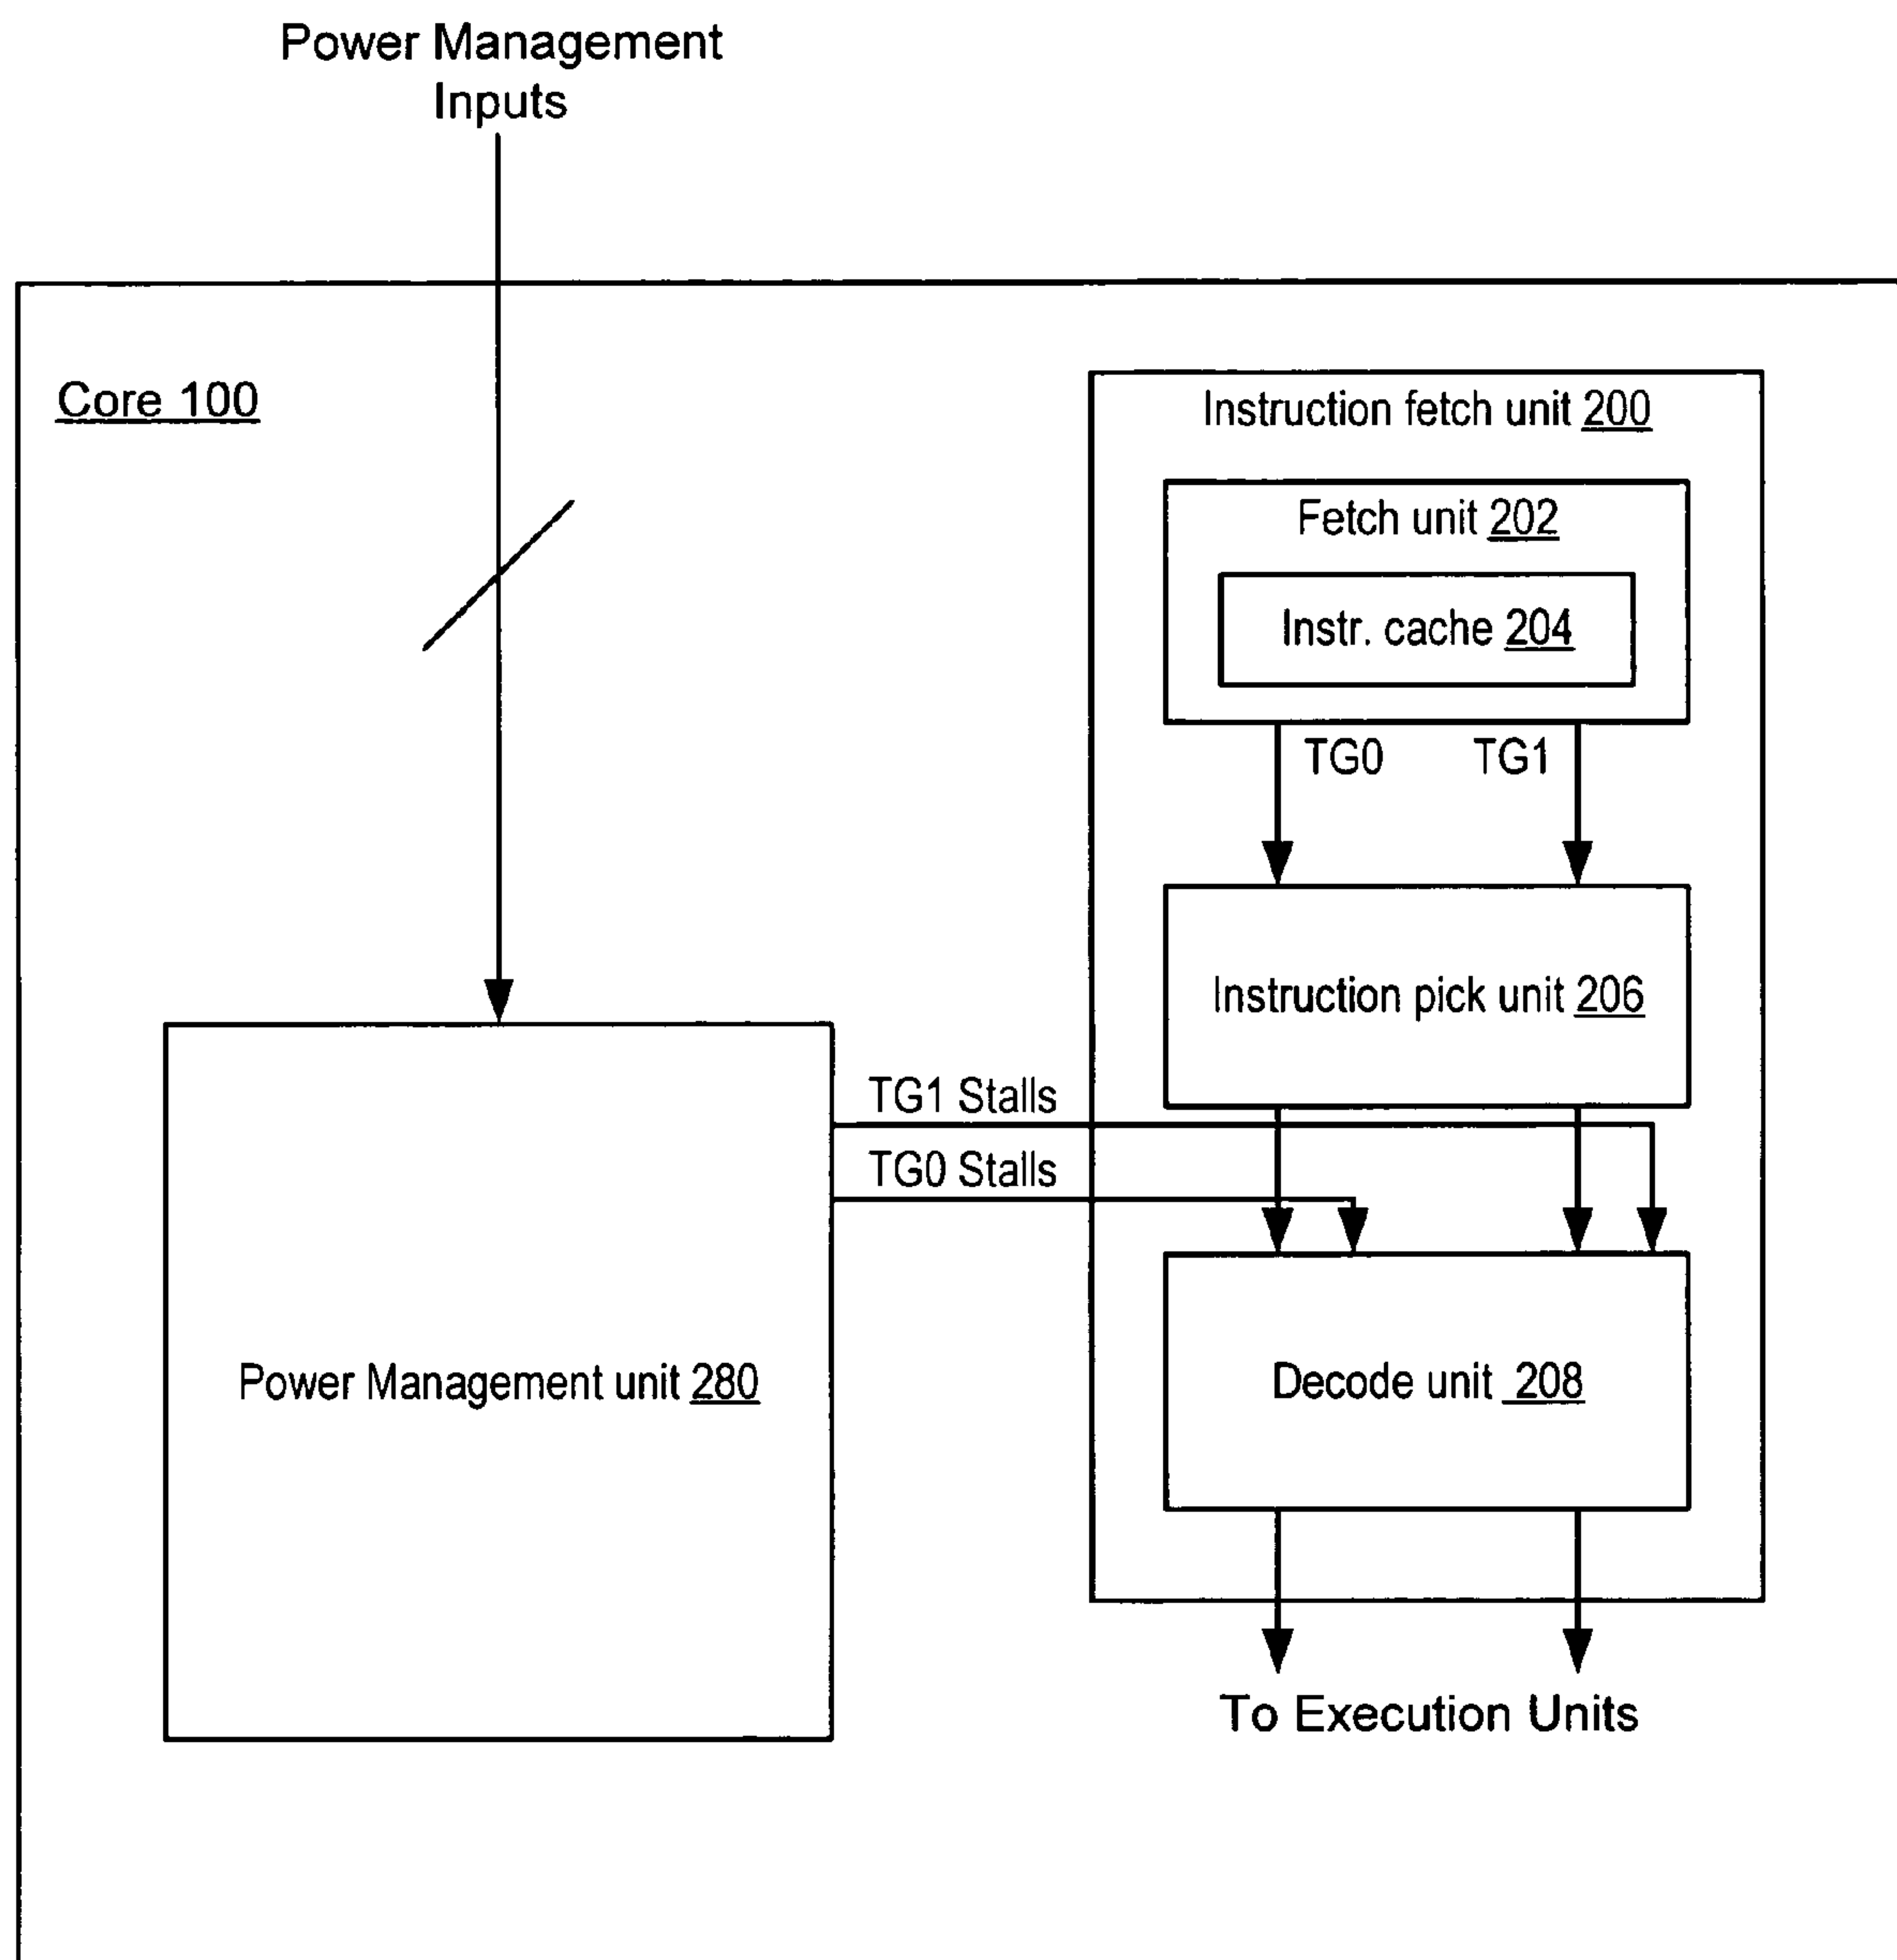 Power Management
Inputs
Core 100
Instruction fetch unit 200
Fetch unit 202
Instr. cache 204
TG0
TG1
Instruction pick unit 206
TG1 Stalls
TG0 Stalls
Power Management unit 280
Decode unit 208
To Execution Units